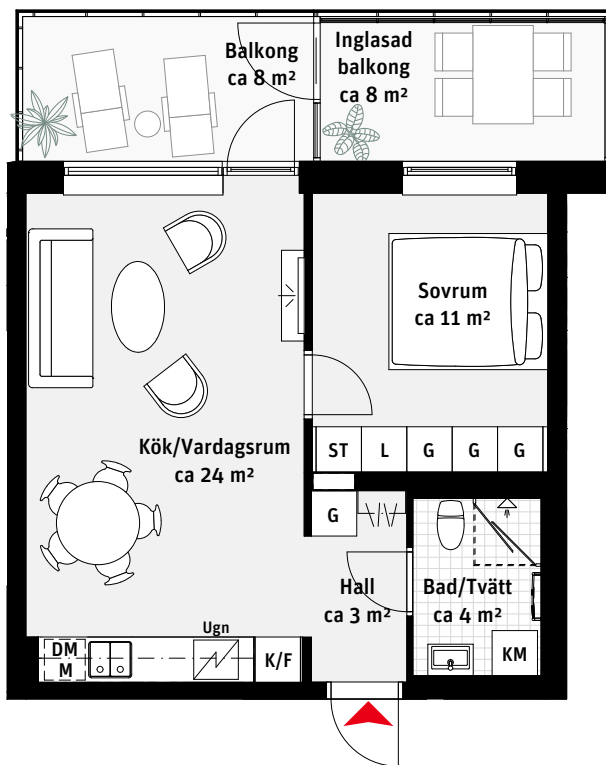 Balkong
ca 8 m²
Inglasad
balkong
ca 8 m²
Sovrum
ca 11 m²
Kök/Vardagsrum
ca 24 m²
ST
L
G
G
G
G
Hall
ca 3 m²
Bad/Tvätt
ca 4 m²
Ugn
DM
M
K/F
KM